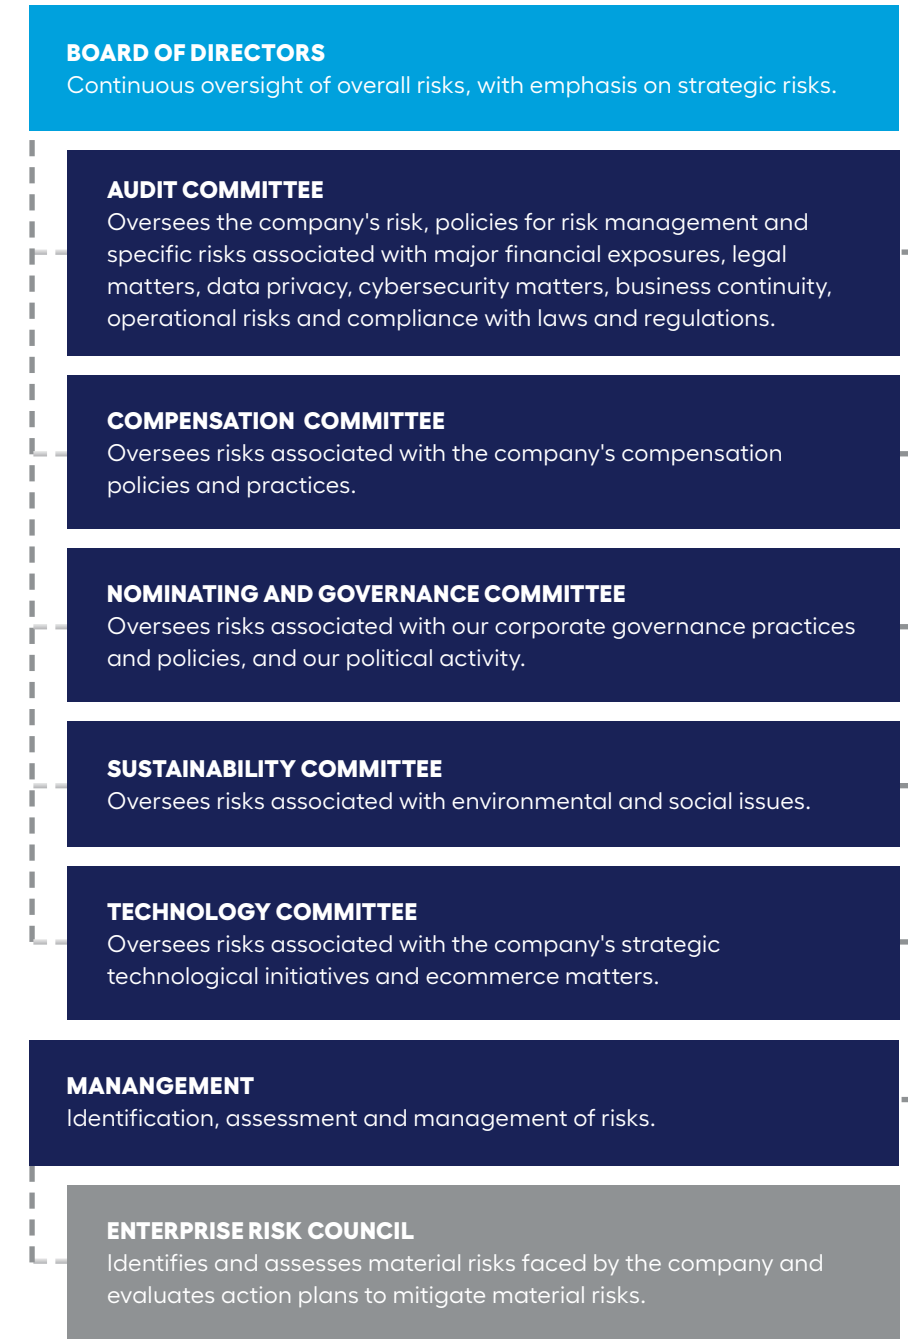 BOARD OF DIRECTORS
Continuous oversight of overall risks, with emphasis on strategic risks.
AUDIT COMMITTEE
Oversees the company's risk, policies for risk management and
specific risks associated with major financial exposures, legal
matters, data privacy, cybersecurity matters, business continuity,
operational risks and compliance with laws and regulations.
COMPENSATION COMMITTEE
Oversees risks associated with the company's compensation
policies and practices.
NOMINATING AND GOVERNANCE COMMITTEE
Oversees risks associated with our corporate governance practices
and policies, and our political activity.
SUSTAINABILITY COMMITTEE
Oversees risks associated with environmental and social issues.
TECHNOLOGY COMMITTEE
Oversees risks associated with the company's strategic
technological initiatives and ecommerce matters.
MANANGEMENT
Identification, assessment and management of risks.
ENTERPRISE RISK COUNCIL
Identifies and assesses material risks faced by the company and
evaluates action plans to mitigate material risks.